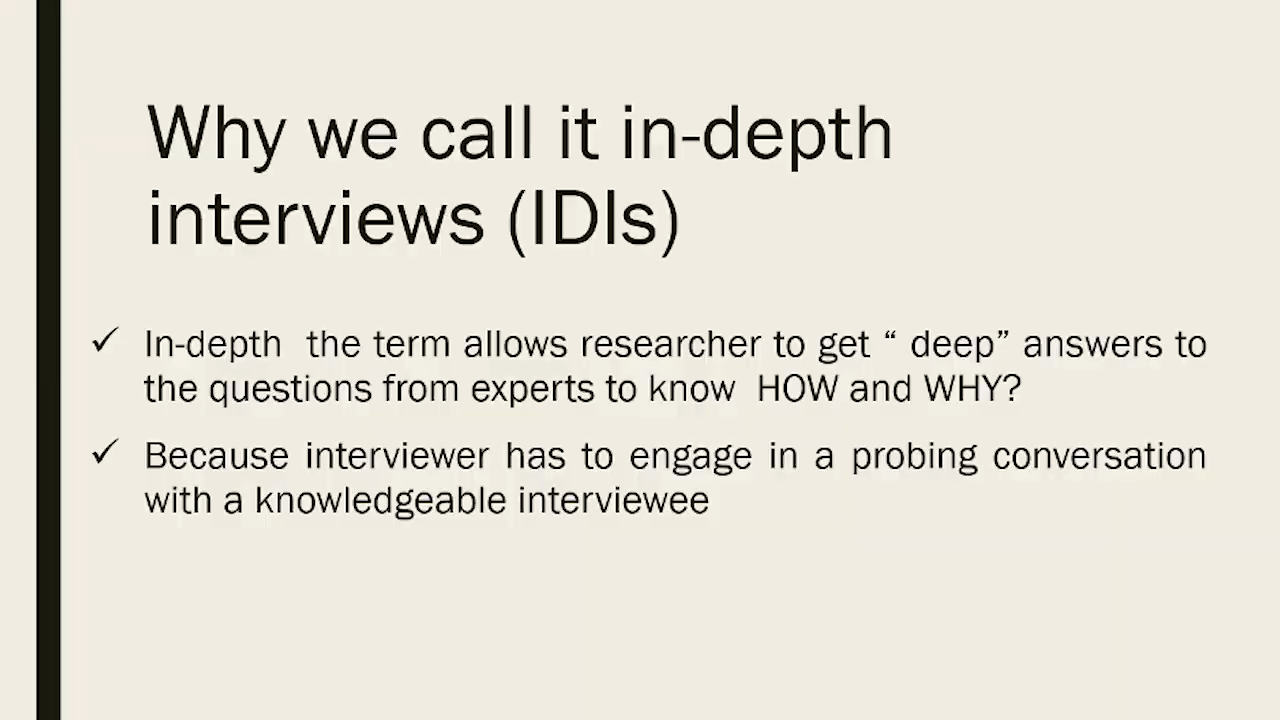 Why we call it in-depth
interviews (IDIs)
✓ In-depth  the term allows researcher to get “ deep” answers to
the questions from experts to know  HOW and WHY?
✓ Because interviewer has to engage in a probing conversation
with a knowledgeable interviewee